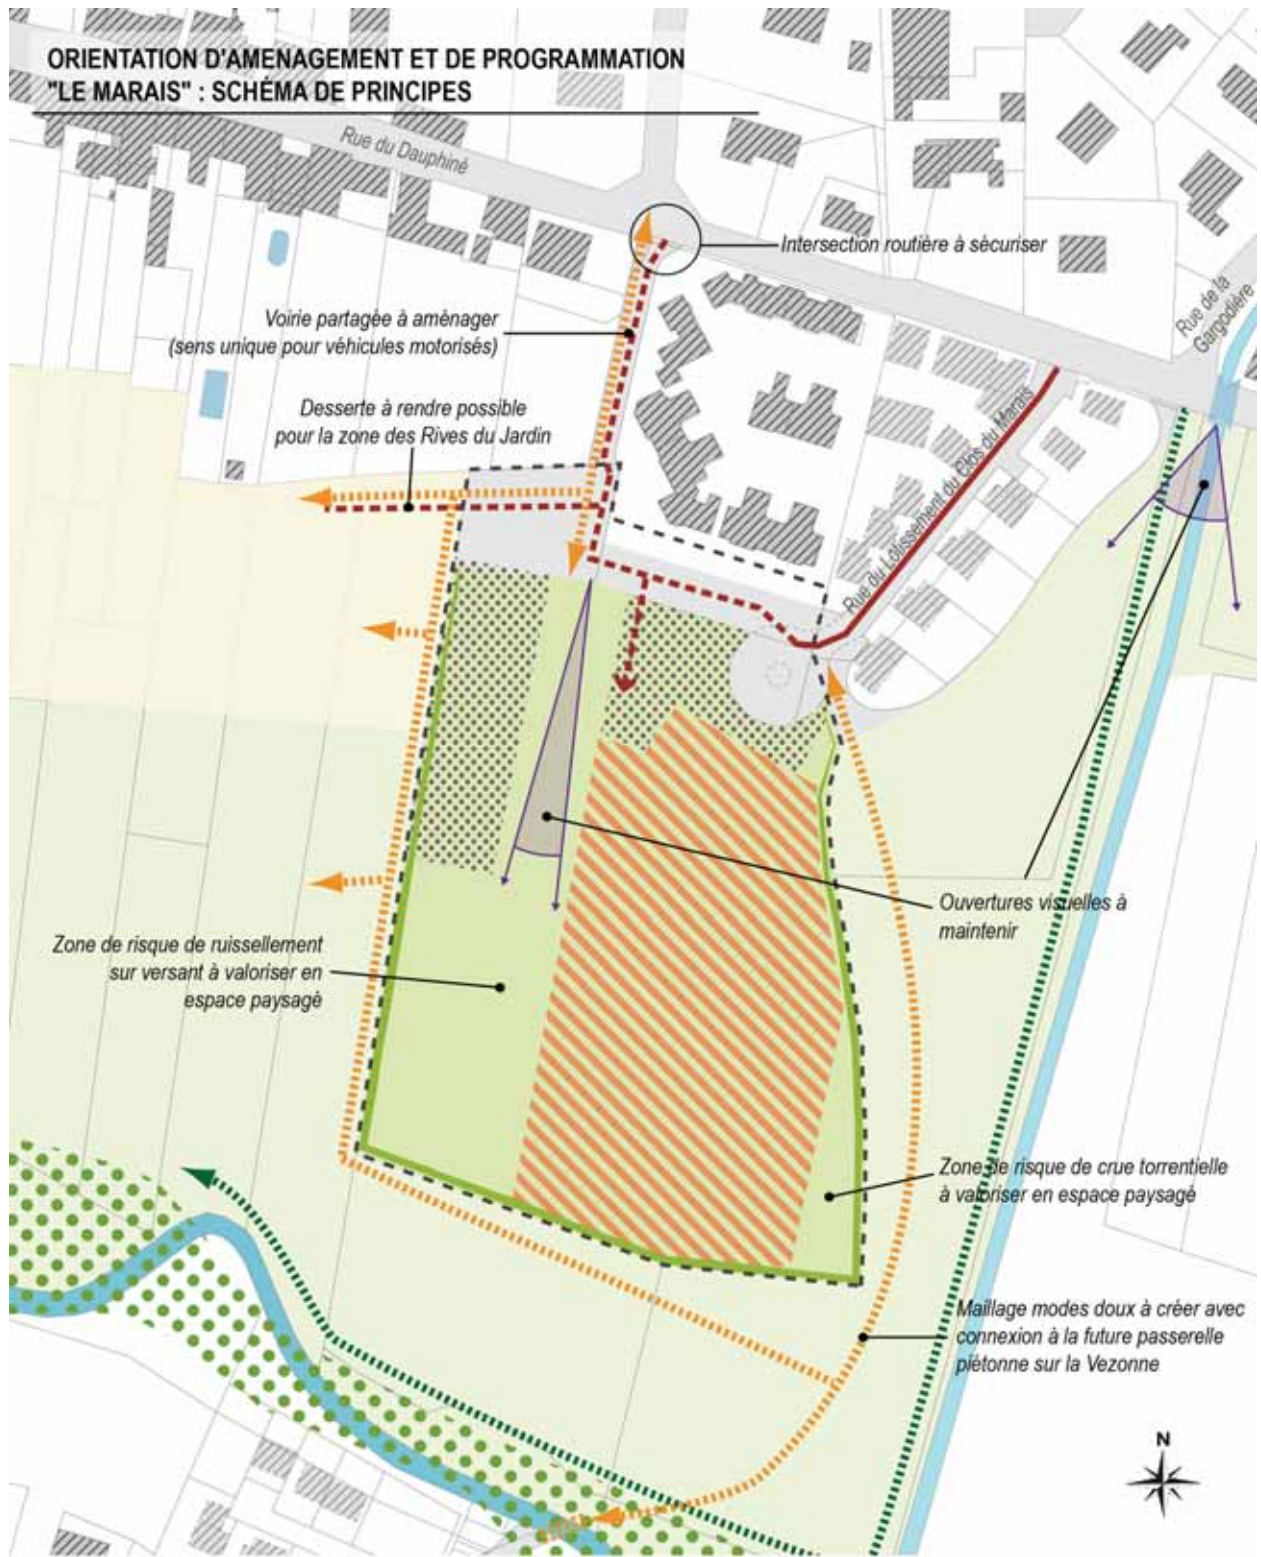 ORIENTATION D'AMENAGEMENT ET DE PROGRAMMATION
"LE MARAIS" : SCHÉMA DE PRINCIPES
Rue du Dauphiné
Intersection routière à sécuriser
Rue de la
Gargodière
Voirie partagée à aménager
(sens unique pour véhicules motorisés)
Desserte à rendre possible
pour la zone des Rives du Jardin
Rue du Lotissement du Clos du Marais
Ouvertures visuelles à
maintenir
Zone de risque de ruissellement
sur versant à valoriser en
espace paysagé
Zone de risque de crue torrentielle
à valoriser en espace paysagé
Maillage modes doux à créer avec
connexion à la future passerelle
piétonne sur la Vezonne
N